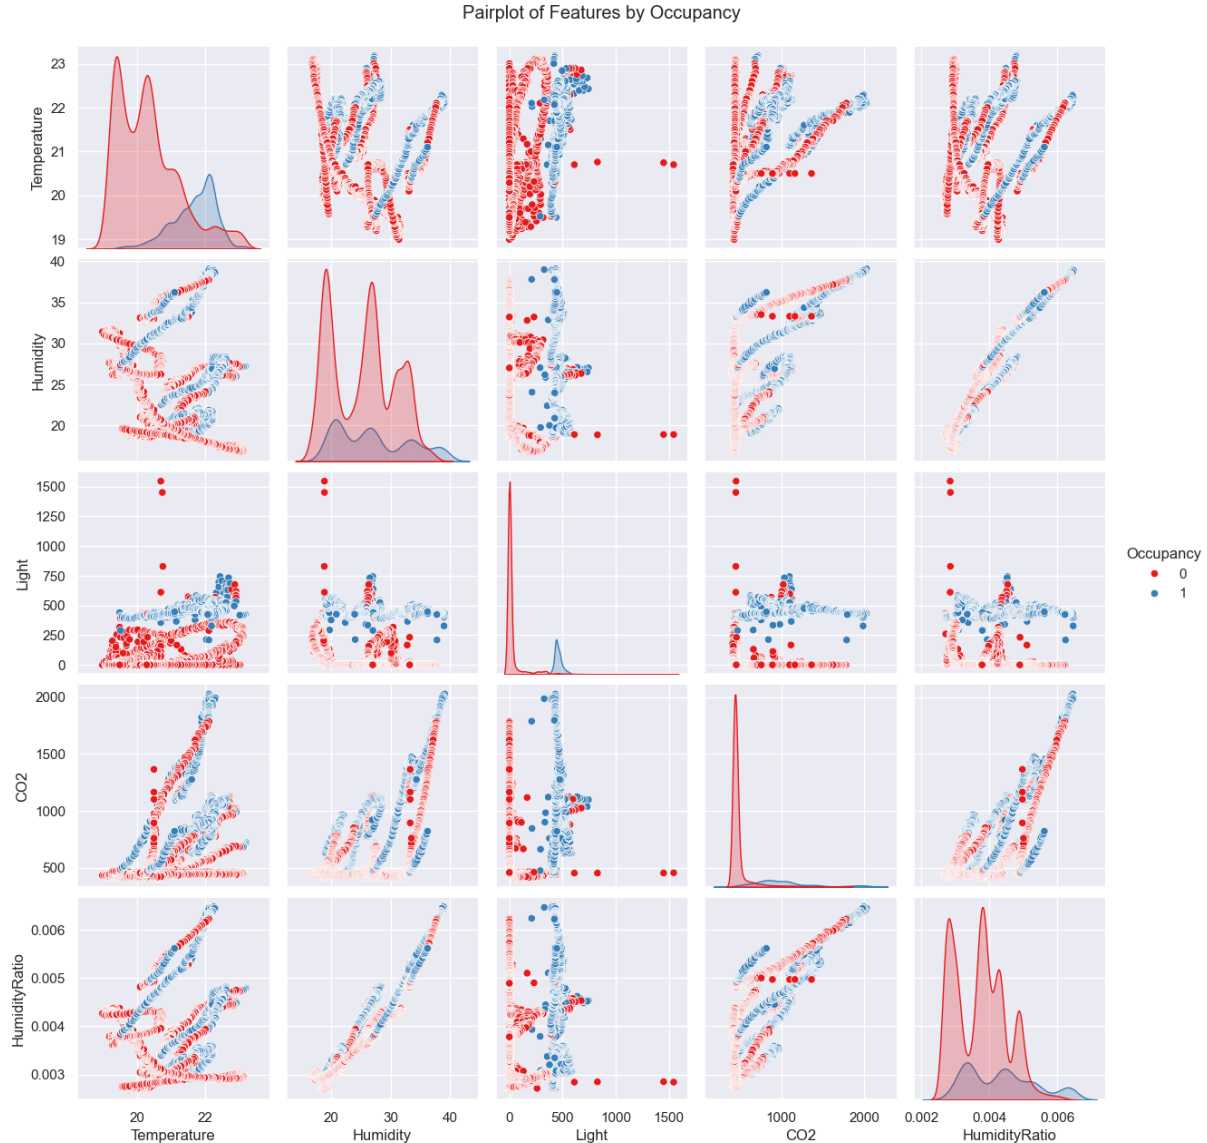 Pairplot of Features by Occupancy
23
22
21
20
19
Temperature
40
35
30
25
20
Humidity
1500
1250
1000
750
500
250
0
Light
Occupancy
0
1
2000
1500
1000
500
CO2
0.006
0.005
0.004
0.003
HumidityRatio
20 22
20 30 40
0 500 1000 1500
1000 2000
0.002 0.004 0.006
Temperature
Humidity
Light
CO2
HumidityRatio